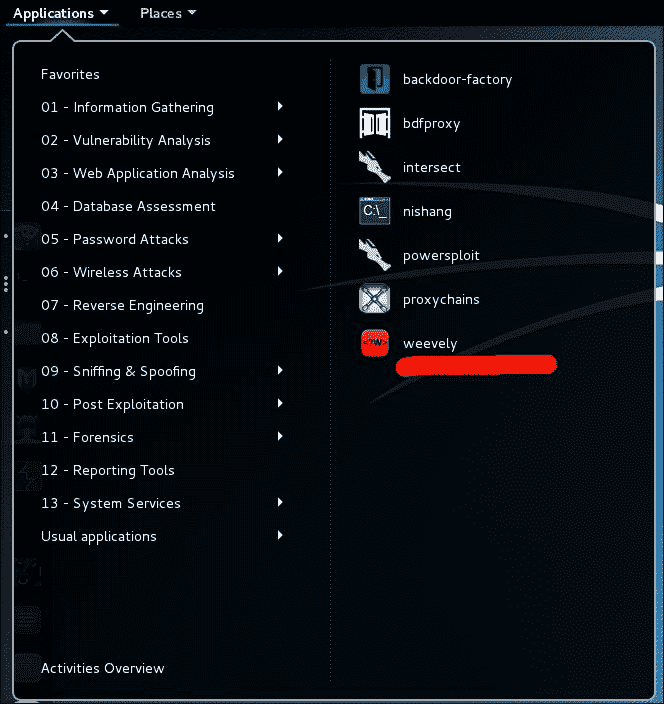 Applications Places
Favorites
01 - Information Gathering
02 - Vulnerability Analysis
03 - Web Application Analysis
04 - Database Assessment
05 - Password Attacks
06 - Wireless Attacks
07 - Reverse Engineering
08 - Exploitation Tools
09 - Sniffing & Spoofing
10 - Post Exploitation
11 - Forensics
12 - Reporting Tools
13 - System Services
Usual applications
Activities Overview
backdoor-factory
bdfproxy
intersect
C:\_
nishang
powersploit
proxychains
weevely